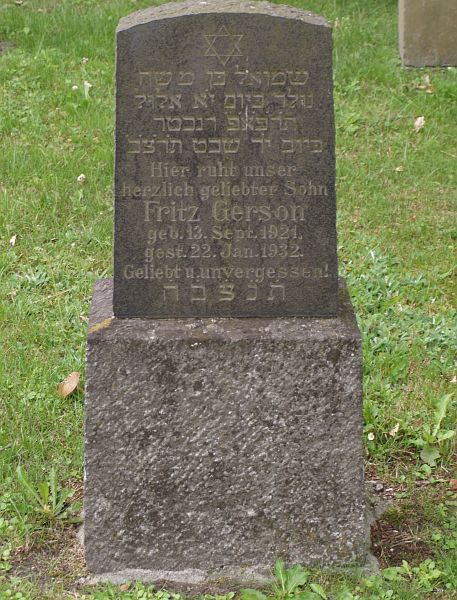 שמואל בן משה
נולד ביום יא אלול
ונפטר
ביום יד שבט תרצב
Hier ruht unser
herzlich geliebter Sohn
Fritz Gerson
geb. 13. Sept. 1921,
gest. 22. Jan. 1932.
Geliebt u. unvergessen!
תנצבה